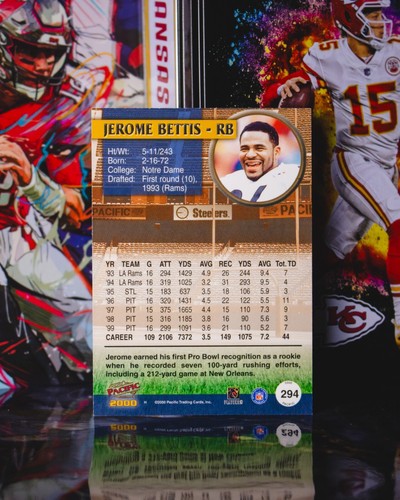 KANSAS
JEROME BETTIS - RB
Ht/Wt: 5-11/243
Born: 2-16-72
College: Notre Dame
Drafted: First round (10),
1993 (Rams)
PACIFIC Steelers PACIFIC
YR TEAM G ATT YDS AVG REC YDS AVG Tot. TD
'93 LA Rams 16 294 1429 4.9 26 244 9.4 7
'94 LA Rams 16 319 1025 3.2 31 293 9.5 4
'95 STL 15 183 637 3.5 18 106 5.9 3
'96 PIT 16 320 1431 4.5 22 122 5.5 11
'97 PIT 15 375 1665 4.4 15 110 7.3 9
'98 PIT 15 316 1185 3.8 16 90 5.6 3
'99 PIT 16 299 1091 3.6 21 110 5.2 7
CAREER 109 2106 7372 3.5 149 1075 7.2 44
Jerome earned his first Pro Bowl recognition as a rookie
when he recorded seven 100-yard rushing efforts,
including a 212-yard game at New Orleans.
PACIFIC
2000
©2000 Pacific Trading Cards, Inc.
PLAYERS
NFL
294
15
KC